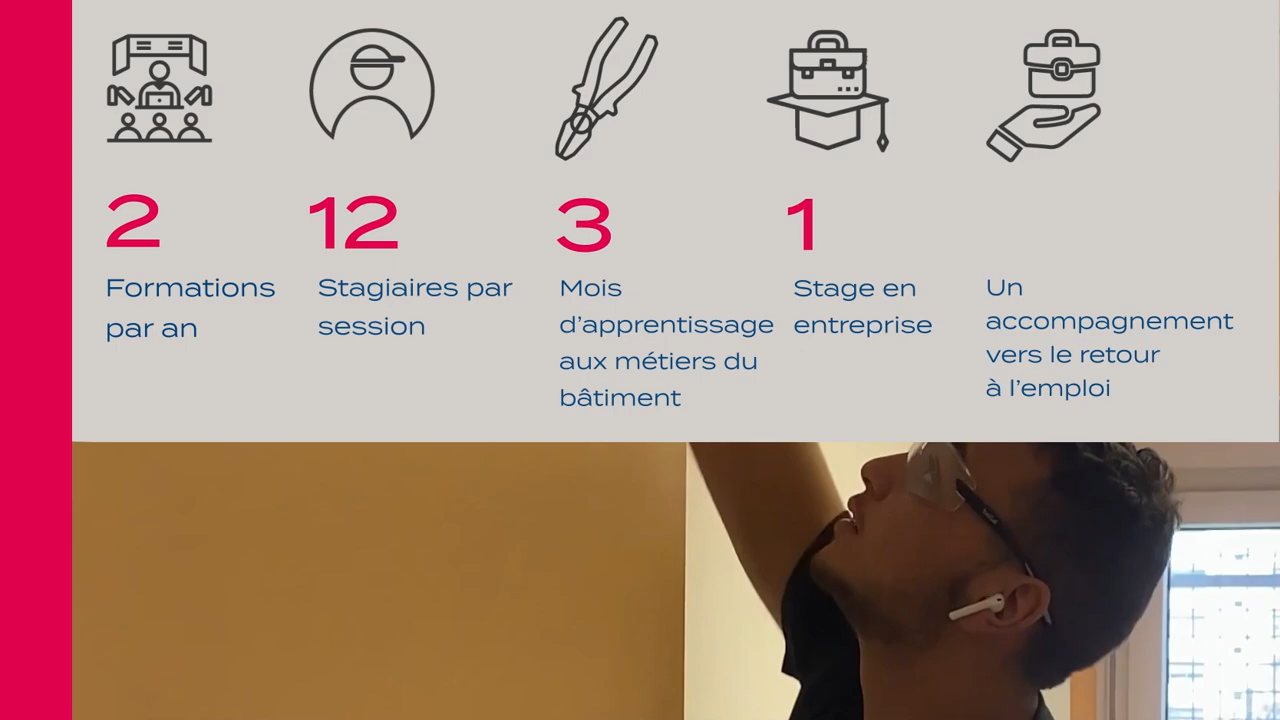 2
Formations
par an
12
Stagiaires par
session
3
Mois
d'apprentissage
aux métiers du
bâtiment
1
Stage en
entreprise
Un
accompagnement
vers le retour
à l'emploi